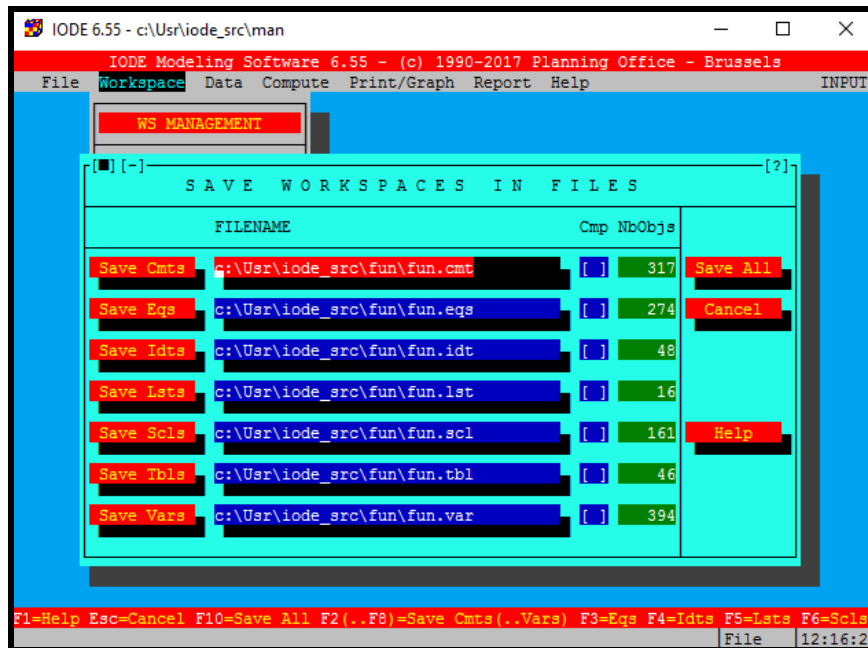 IODE 6.55 - c:\Usr\iode_src\man
IODE Modeling Software 6.55 - (c) 1990-2017 Planning Office - Brussels
File Workspace Data Compute Print/Graph Report Help INPUT
WS MANAGEMENT
[■][-] [?]
SAVE WORKSPACES IN FILES
FILENAME Cmp NbObjs
Save Cmts c:\Usr\iode_src\fun\fun.cmt [ ] 317 Save All
Save Eqs c:\Usr\iode_src\fun\fun.eqs [ ] 274 Cancel
Save Idts c:\Usr\iode_src\fun\fun.idt [ ] 48
Save Lsts c:\Usr\iode_src\fun\fun.lst [ ] 16
Save Scls c:\Usr\iode_src\fun\fun.scl [ ] 161 Help
Save Tbls c:\Usr\iode_src\fun\fun.tbl [ ] 46
Save Vars c:\Usr\iode_src\fun\fun.var [ ] 394
F1=Help Esc=Cancel F10=Save All F2(..F8)=Save Cmts(..Vars) F3=Eqs F4=Idts F5=Lsts F6=Scls
File 12:16:2